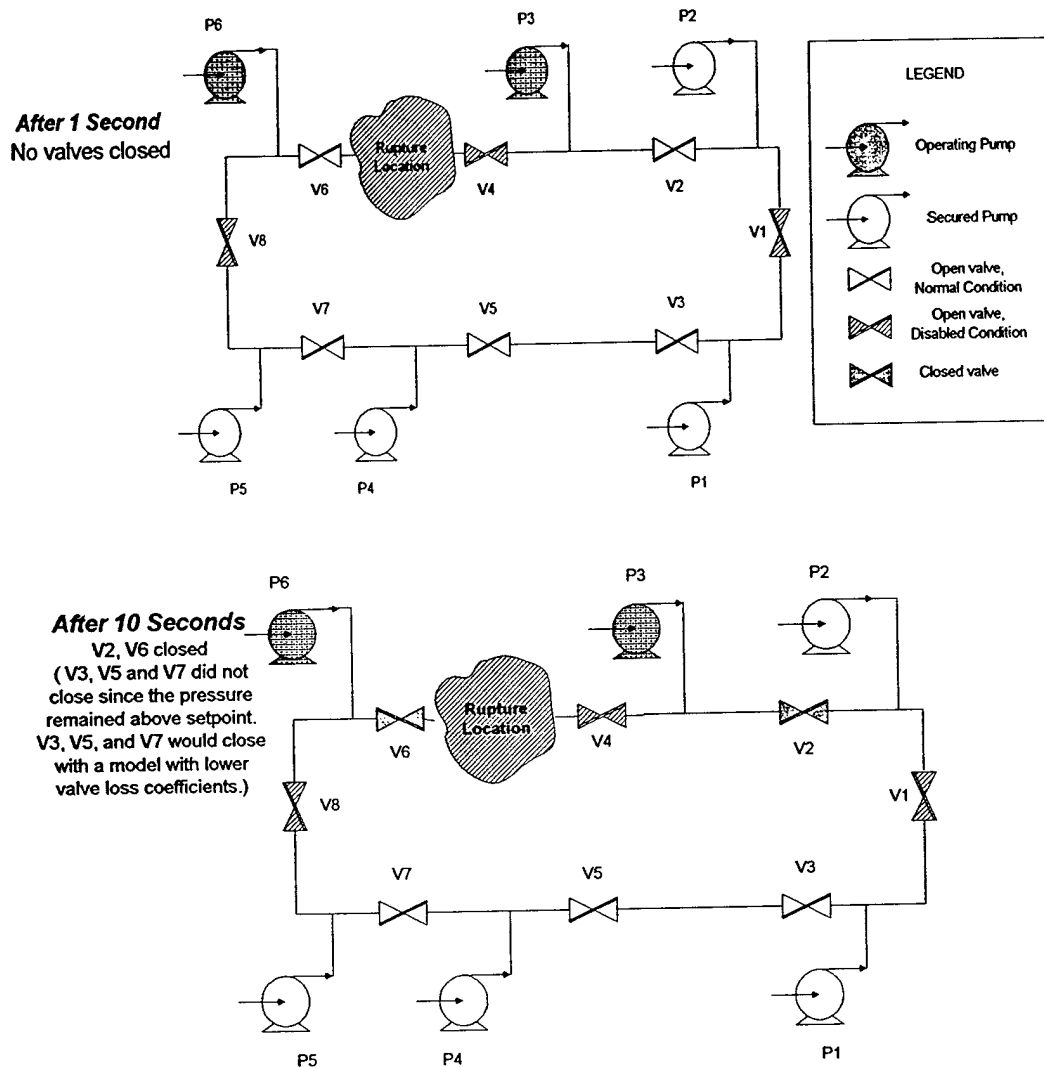 P6
P3
P2
After 1 Second
No valves closed
Rupture
Location
V6
V4
V2
V8
V1
V7
V5
V3
P5
P4
P1
LEGEND
Operating Pump
Secured Pump
Open valve,
Normal Condition
Open valve,
Disabled Condition
Closed valve
P6
P3
P2
After 10 Seconds
V2, V6 closed
( V3, V5 and V7 did not
close since the pressure
remained above setpoint.
V3, V5, and V7 would close
with a model with lower
valve loss coefficients.)
Rupture
Location
V6
V4
V2
V8
V1
V7
V5
V3
P5
P4
P1